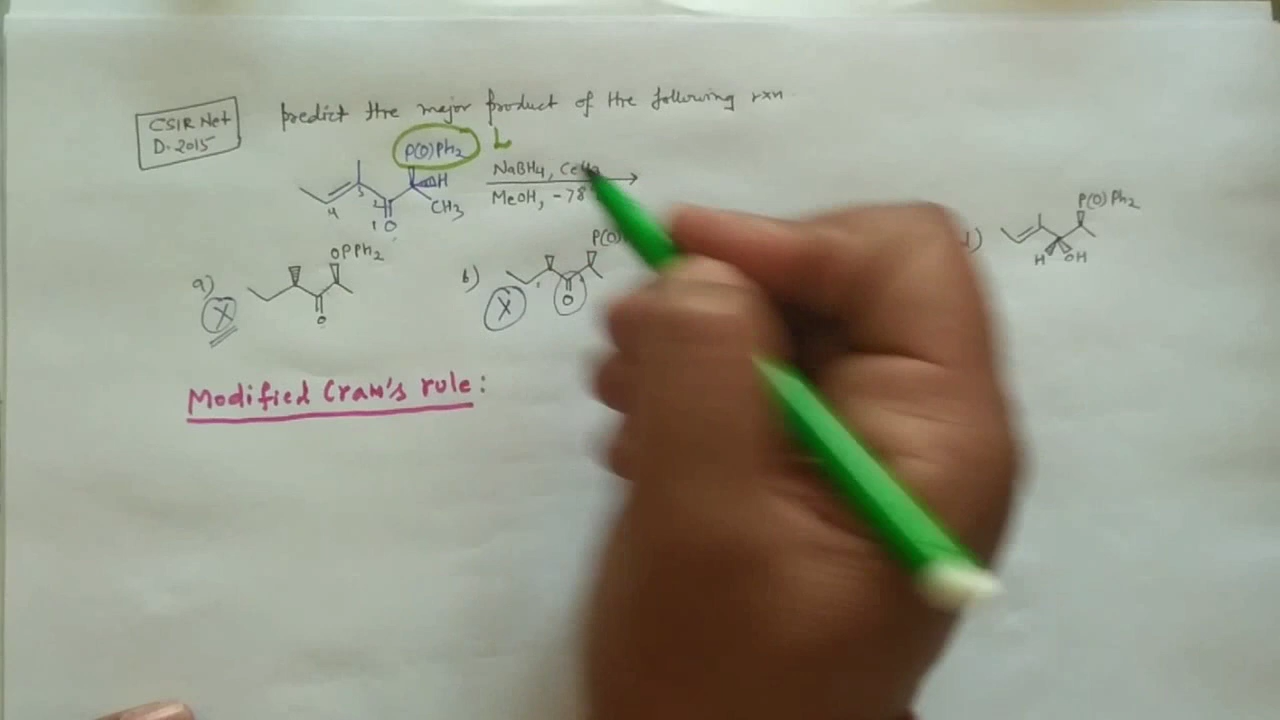 CSIR Net
D. 2015
predict the major product of the following rxn
P(O)Ph2 L
H
CH3
4 3 2 1 O
NaBH4,
MeOH, -78
a) OPPh2
O
X
b) P(O)
O
X
d) P(O)Ph2
H OH
Modified Cram's rule: